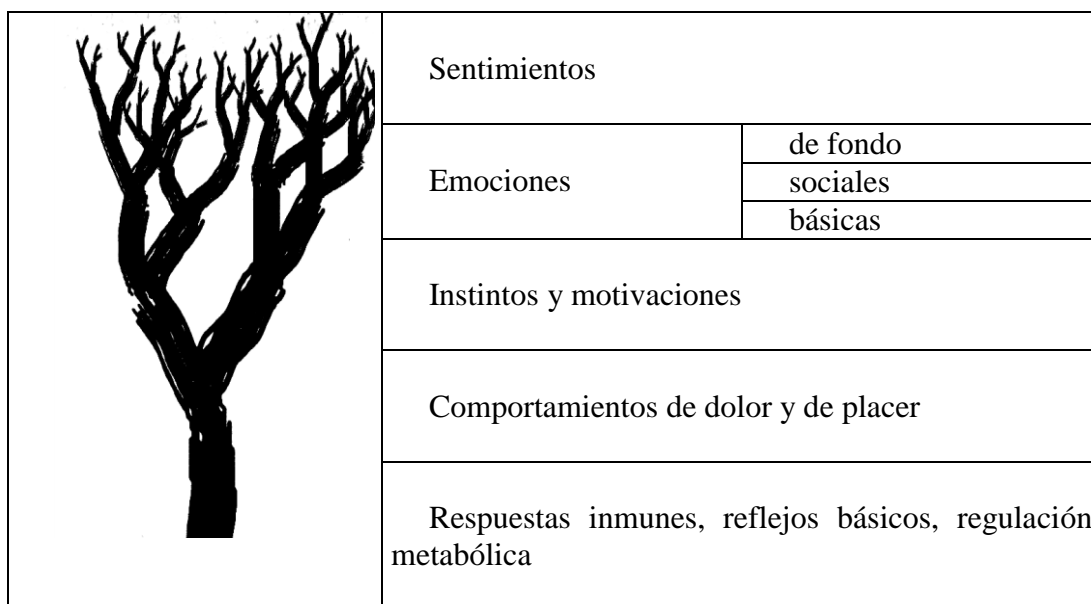 Sentimientos
Emociones
de fondo
sociales
básicas
Instintos y motivaciones
Comportamientos de dolor y de placer
Respuestas inmunes, reflejos básicos, regulación
metabólica